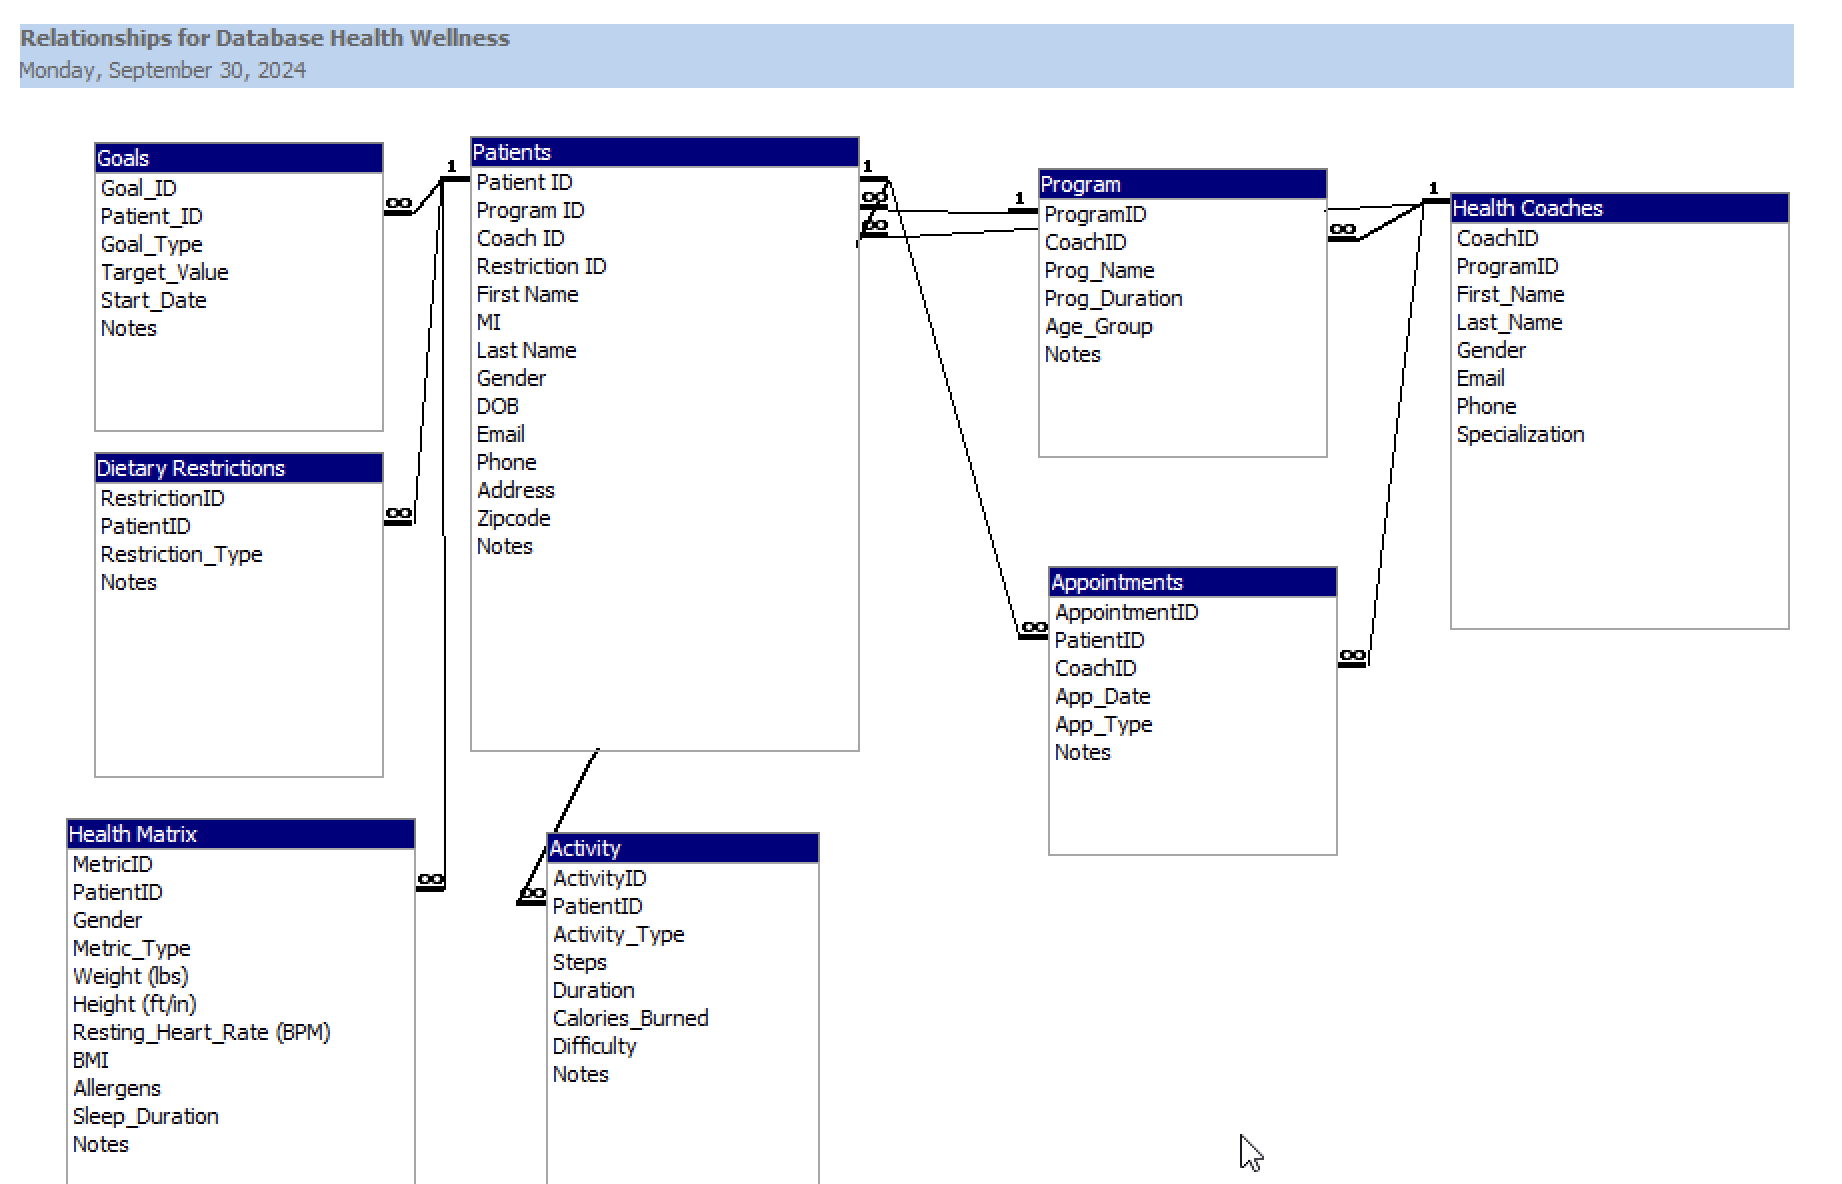 Relationships for Database Health Wellness
Monday, September 30, 2024
Goals
Goal_ID
Patient_ID
Goal_Type
Target_Value
Start_Date
Notes
Dietary Restrictions
RestrictionID
PatientID
Restriction_Type
Notes
Health Matrix
MetricID
PatientID
Gender
Metric_Type
Weight (lbs)
Height (ft/in)
Resting_Heart_Rate (BPM)
BMI
Allergens
Sleep_Duration
Notes
1
∞
∞
∞
Patients
Patient ID
Program ID
Coach ID
Restriction ID
First Name
MI
Last Name
Gender
DOB
Email
Phone
Address
Zipcode
Notes
1
∞
∞
Activity
ActivityID
PatientID
Activity_Type
Steps
Duration
Calories_Burned
Difficulty
Notes
∞
1
Program
ProgramID
CoachID
Prog_Name
Prog_Duration
Age_Group
Notes
∞
Appointments
AppointmentID
PatientID
CoachID
App_Date
App_Type
Notes
∞
∞
1
Health Coaches
CoachID
ProgramID
First_Name
Last_Name
Gender
Email
Phone
Specialization